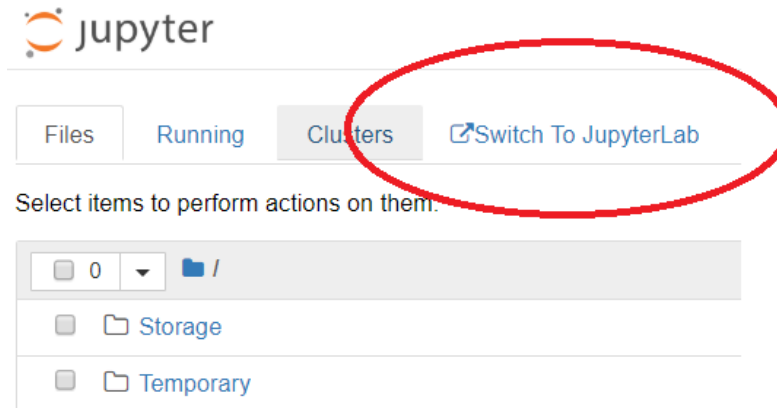 jupyter
Files Running Clusters Switch To JupyterLab
Select items to perform actions on them.
0 /
Storage
Temporary